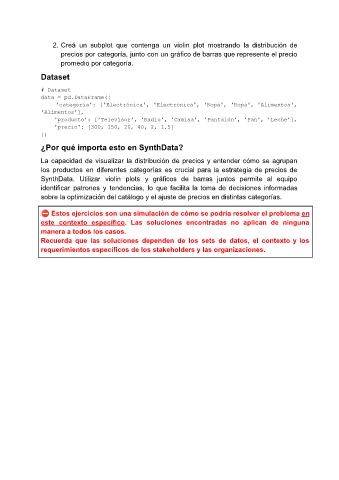 2. Creá un subplot que contenga un violin plot mostrando la distribución de
precios por categoría, junto con un gráfico de barras que represente el precio
promedio por categoría.
Dataset
# Dataset
data = pd.DataFrame({
'categoria': ['Electrónica', 'Electrónica', 'Ropa', 'Ropa', 'Alimentos',
'Alimentos'],
'producto': ['Televisor', 'Radio', 'Camisa', 'Pantalón', 'Pan', 'Leche'],
'precio': [300, 150, 20, 40, 2, 1.5]
})
¿Por qué importa esto en SynthData?
La capacidad de visualizar la distribución de precios y entender cómo se agrupan
los productos en diferentes categorías es crucial para la estrategia de precios de
SynthData. Utilizar violin plots y gráficos de barras juntos permite al equipo
identificar patrones y tendencias, lo que facilita la toma de decisiones informadas
sobre la optimización del catálogo y el ajuste de precios en distintas categorías.
Estos ejercicios son una simulación de cómo se podría resolver el problema en
este contexto específico. Las soluciones encontradas no aplican de ninguna
manera a todos los casos.
Recuerda que las soluciones dependen de los sets de datos, el contexto y los
requerimientos específicos de los stakeholders y las organizaciones.